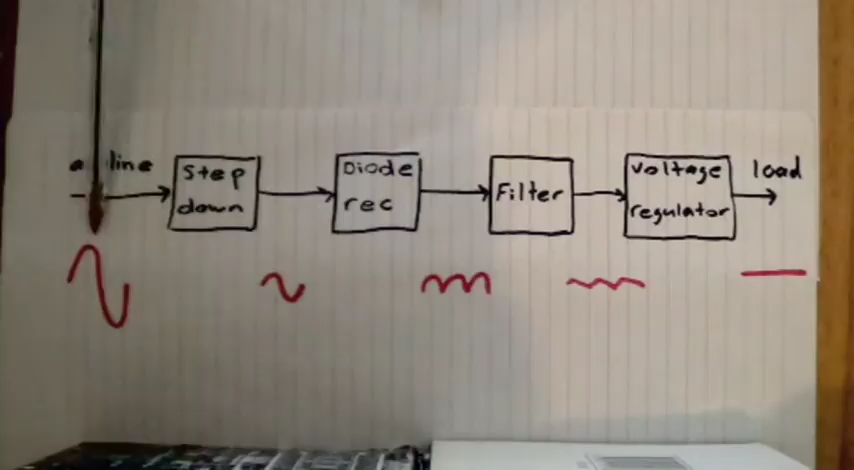 line
Step
down
Diode
rec
Filter
voltage
regulator
load